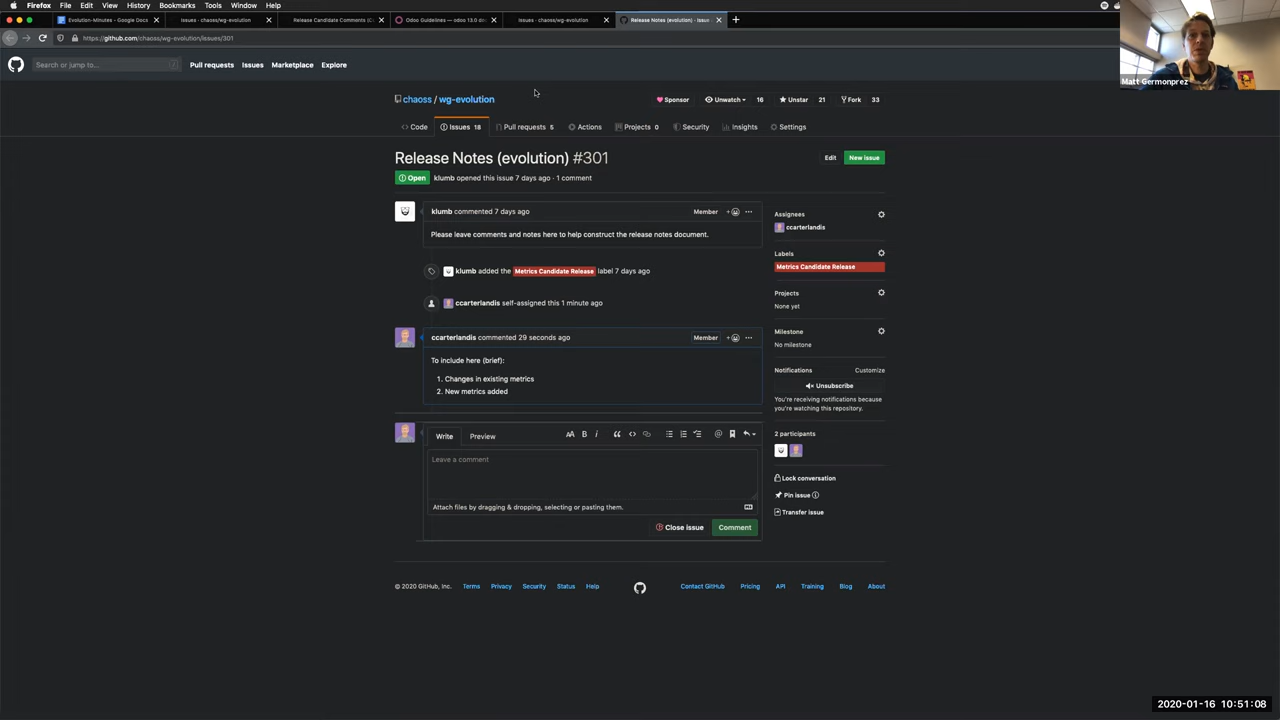 Firefox File Edit View History Bookmarks Tools Window Help
Evolution-Minutes - Google Docs
Issues · chaoss/wg-evolution
Release Candidate Comments (C
Odoo Guidelines — odoo 13.0 do
Issues · chaoss/wg-evolution
Release Notes (evolution) · Issu
https://github.com/chaoss/wg-evolution/issues/301
Matt Germonprez
Search or jump to...
/
Pull requests Issues Marketplace Explore
chaoss / wg-evolution
Sponsor Unwatch 16 Unstar 21 Fork 33
Code Issues 18 Pull requests 5 Actions Projects 0 Security Insights Settings
Release Notes (evolution) #301
Edit New issue
Open klumb opened this issue 7 days ago · 1 comment
klumb commented 7 days ago
Member
Please leave comments and notes here to help construct the release notes document.
klumb added the Metrics Candidate Release label 7 days ago
ccarterlandis self-assigned this 1 minute ago
ccarterlandis commented 29 seconds ago
Member
To include here (brief):
1. Changes in existing metrics
2. New metrics added
Write Preview
Leave a comment
Attach files by dragging & dropping, selecting or pasting them.
Close issue Comment
Assignees
ccarterlandis
Labels
Metrics Candidate Release
Projects
None yet
Milestone
No milestone
Notifications Customize
Unsubscribe
You're receiving notifications because
you're watching this repository.
2 participants
Lock conversation
Pin issue
Transfer issue
© 2020 GitHub, Inc. Terms Privacy Security Status Help
Contact GitHub Pricing API Training Blog About
2020-01-16 10:51:08